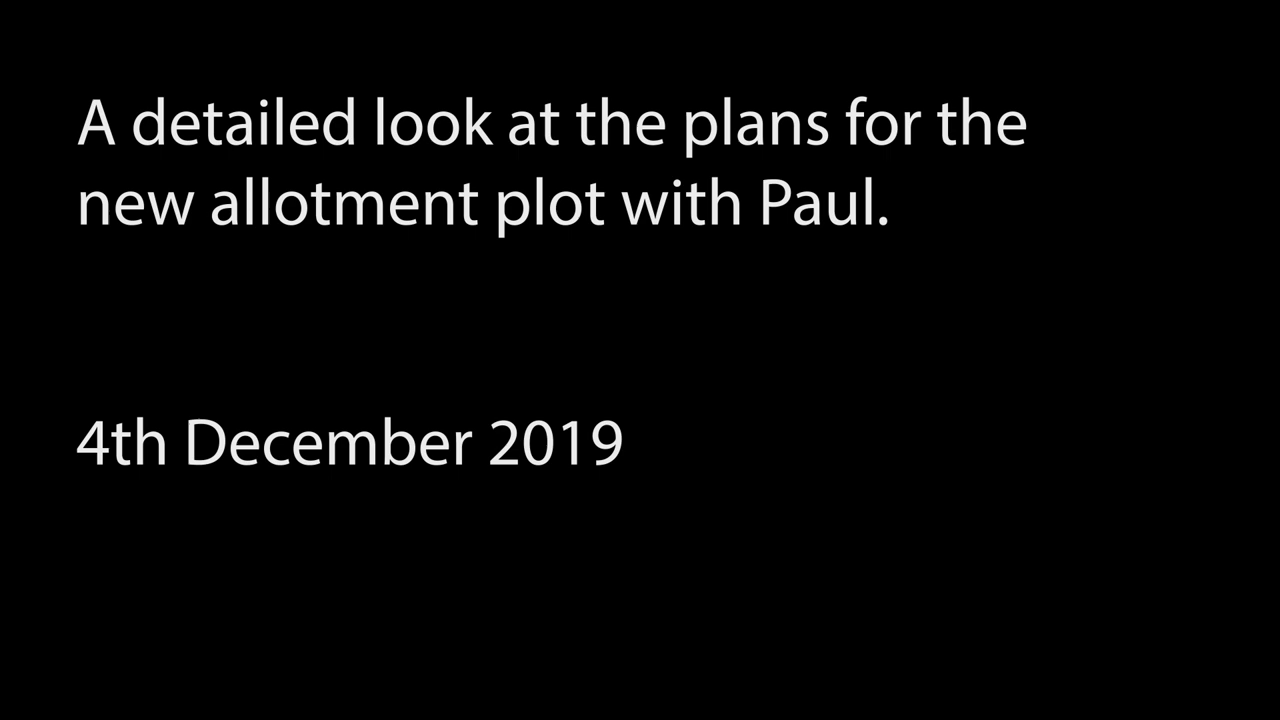 A detailed look at the plans for the
new allotment plot with Paul.
4th December 2019